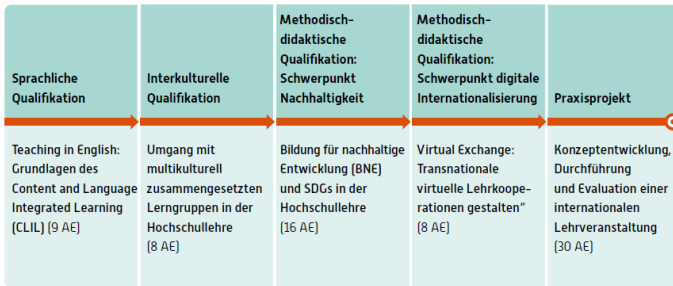 Sprachliche
Qualifikation
Interkulturelle
Qualifikation
Methodisch-
didaktische
Qualifikation:
Schwerpunkt
Nachhaltigkeit
Methodisch-
didaktische
Qualifikation:
Schwerpunkt digitale
Internationalisierung
Praxisprojekt
Teaching in English:
Grundlagen des
Content and Language
Integrated Learning
(CLIL) (9 AE)
Umgang mit
multikulturell
zusammengesetzten
Lerngruppen in der
Hochschullehre
(8 AE)
Bildung für nachhaltige
Entwicklung (BNE)
und SDGs in der
Hochschullehre
(16 AE)
Virtual Exchange:
Transnationale
virtuelle Lehrkoope-
rationen gestalten“
(8 AE)
Konzeptentwicklung,
Durchführung
und Evaluation einer
internationalen
Lehrveranstaltung
(30 AE)